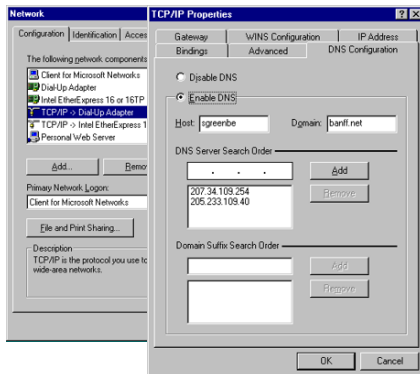 Network
Configuration Identification Acces
The following network components
Client for Microsoft Networks
Dial-Up Adapter
Intel EtherExpress 16 or 16TP
TCP/IP -> Dial-Up Adapter
TCP/IP -> Intel EtherExpress 1
Personal Web Server
Add... Remo
Primary Network Logon:
Client for Microsoft Networks
File and Print Sharing...
Description
TCP/IP is the protocol you use to
wide-area networks.
TCP/IP Properties
Gateway WINS Configuration IP Address
Bindings Advanced DNS Configuration
Disable DNS
Enable DNS
Host: sgreenbe Domain: banff.net
DNS Server Search Order
. . . Add
207.34.109.254
205.233.109.40
Remove
Domain Suffix Search Order
Add
Remove
OK Cancel